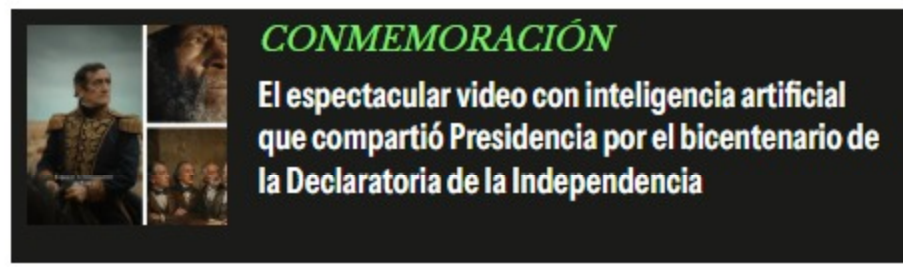 CONMEMORACIÓN
El espectacular video con inteligencia artificial
que compartió Presidencia por el bicentenario de
la Declaratoria de la Independencia